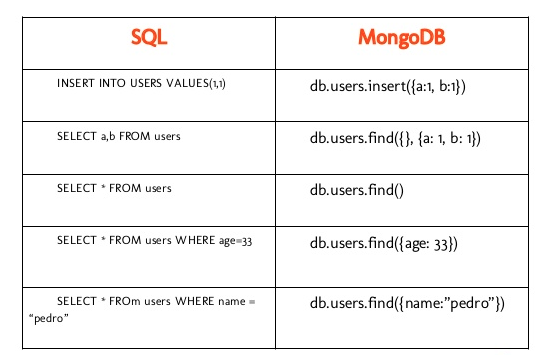 SQL MongoDB
INSERT INTO USERS VALUES(1,1) db.users.insert({a:1, b:1})
SELECT a,b FROM users db.users.find({}, {a: 1, b: 1})
SELECT * FROM users db.users.find()
SELECT * FROM users WHERE age=33 db.users.find({age: 33})
SELECT * FROm users WHERE name = db.users.find({name:”pedro”})
“pedro”